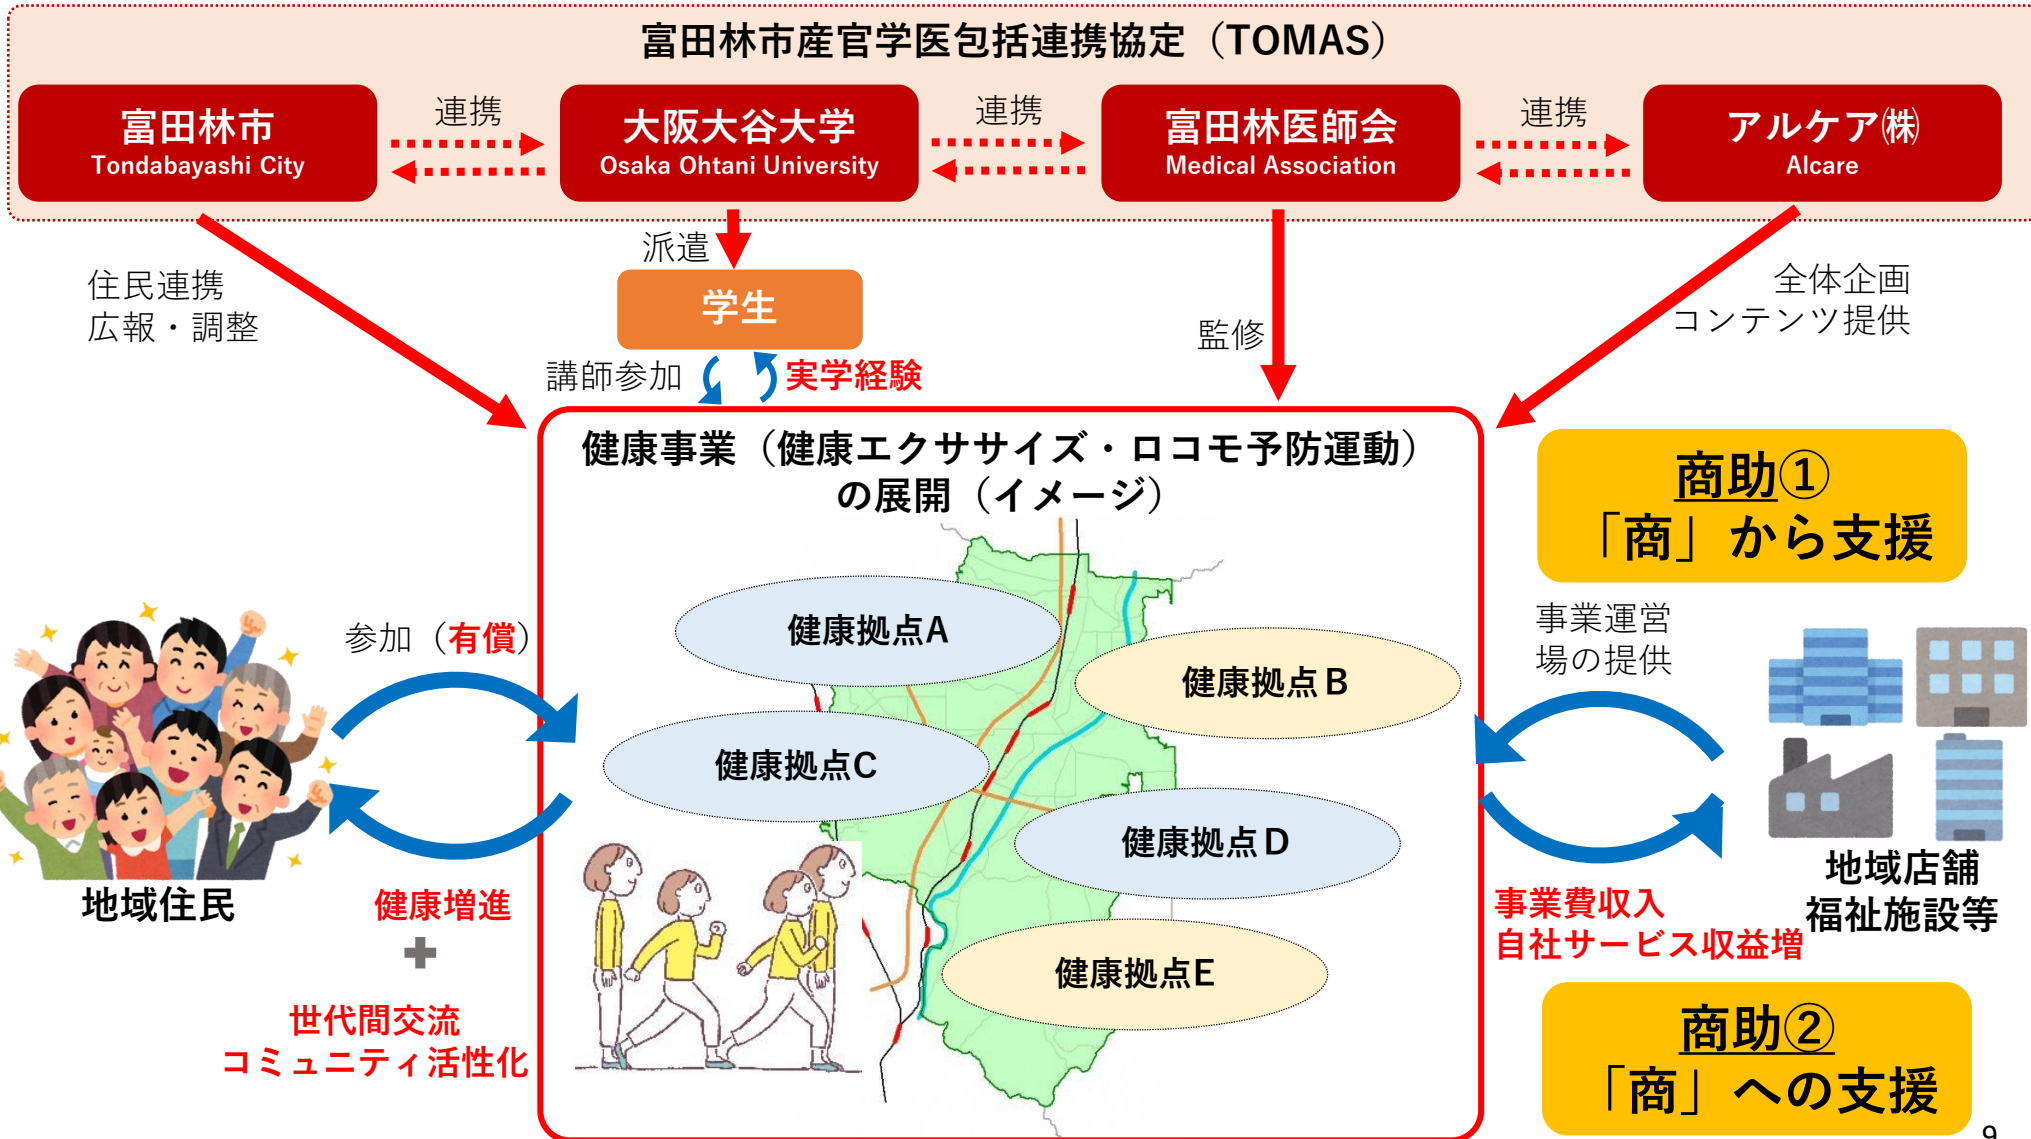 富田林市産官学医包括連携協定（TOMAS）
富田林市
Tondabayashi City
連携
大阪大谷大学
Osaka Ohtani University
連携
富田林医師会
Medical Association
連携
アルケア㈱
Alcare
住民連携
広報・調整
派遣
学生
講師参加
実学経験
監修
全体企画
コンテンツ提供
健康事業（健康エクササイズ・ロコモ予防運動）
の展開（イメージ）
健康拠点A
健康拠点B
健康拠点C
健康拠点D
健康拠点E
参加（有償）
地域住民
健康増進
+
世代間交流
コミュニティ活性化
商助①
「商」から支援
事業運営
場の提供
地域店舗
福祉施設等
事業費収入
自社サービス収益増
商助②
「商」への支援
9